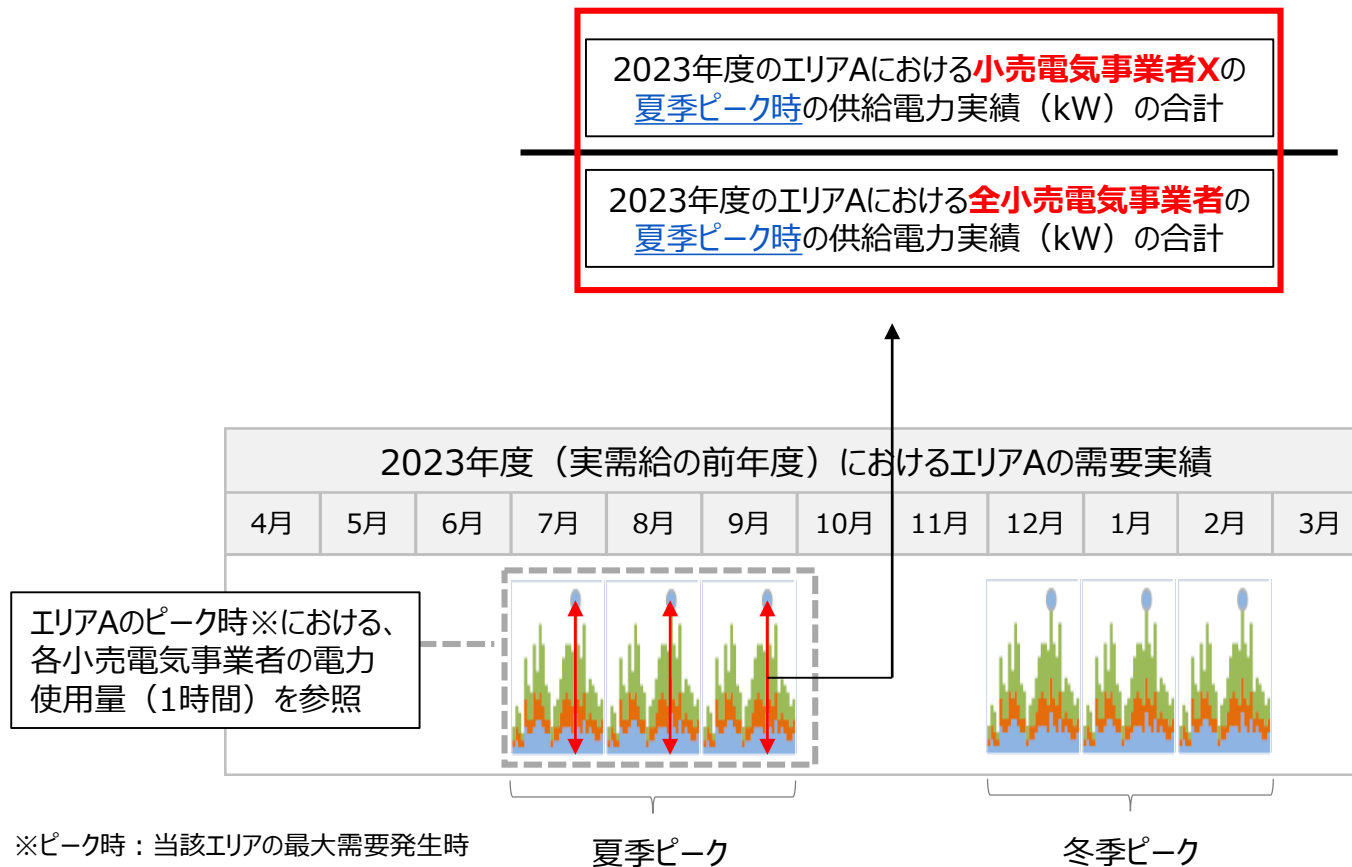 2023年度のエリアAにおける小売電気事業者Xの
夏季ピーク時の供給電力実績（kW）の合計
2023年度のエリアAにおける全小売電気事業者の
夏季ピーク時の供給電力実績（kW）の合計
2023年度（実需給の前年度）におけるエリアAの需要実績
4月 5月 6月 7月 8月 9月 10月 11月 12月 1月 2月 3月
エリアAのピーク時※における、
各小売電気事業者の電力
使用量（1時間）を参照
※ピーク時：当該エリアの最大需要発生時
夏季ピーク
冬季ピーク